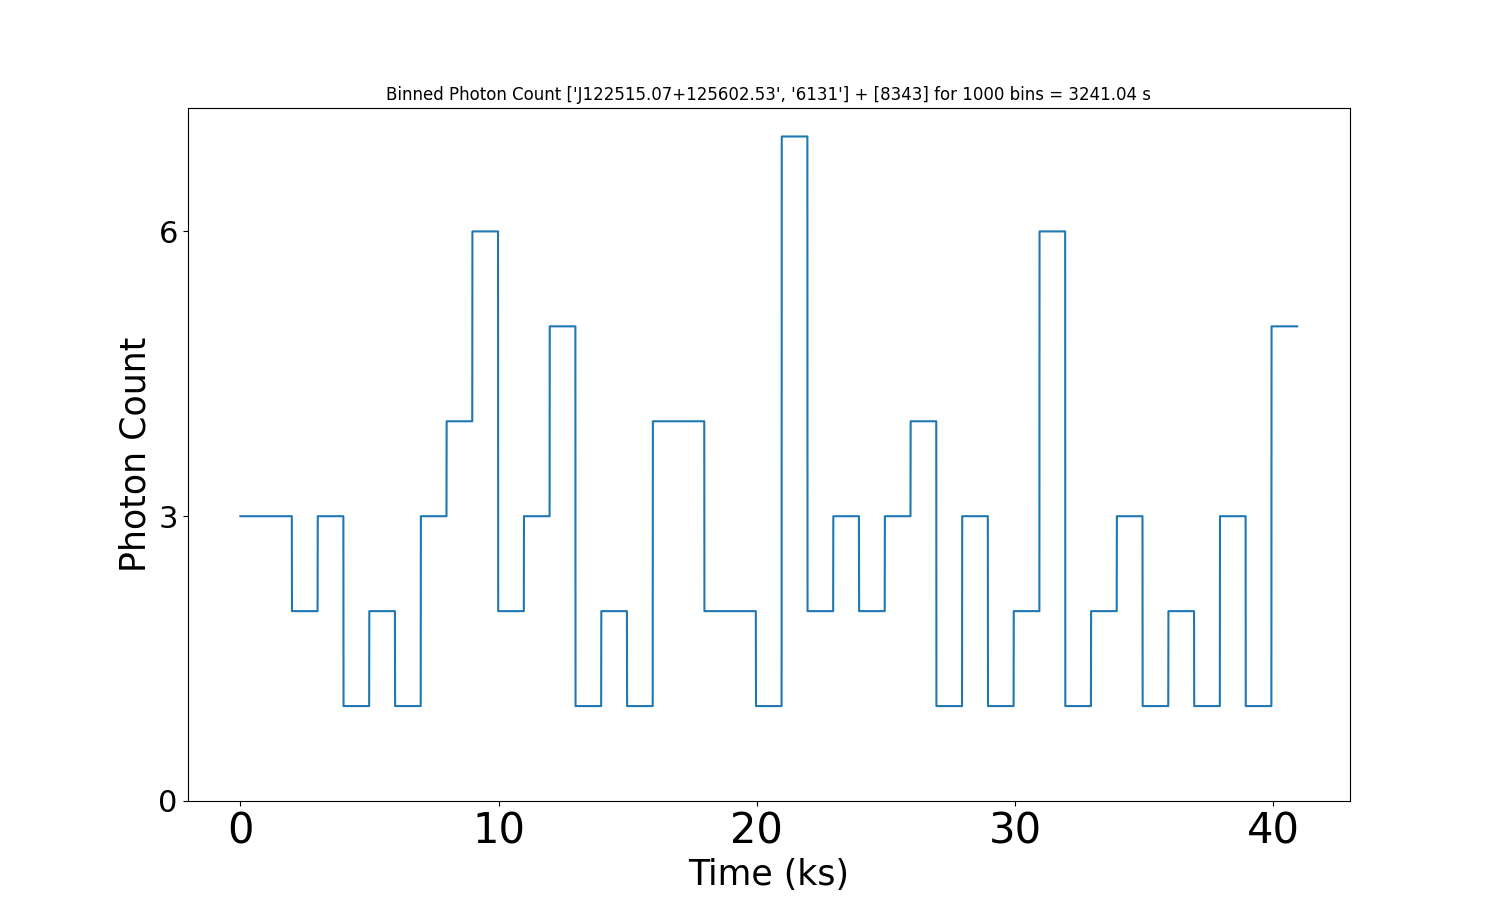 Binned Photon Count ['J122515.07+125602.53', '6131'] + [8343] for 1000 bins = 3241.04 s
6
3
0
Photon Count
0 10 20 30 40
Time (ks)